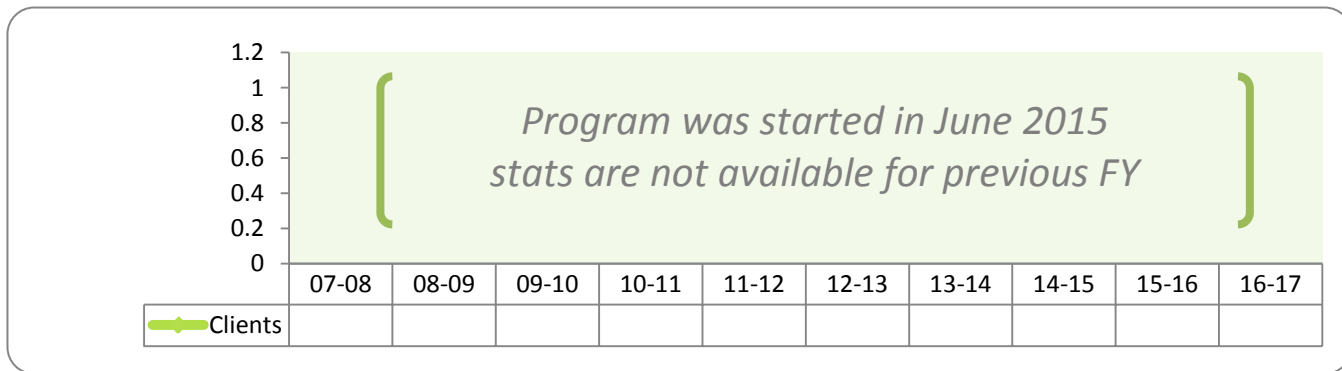 1.2
1
0.8
0.6
0.4
0.2
0
Program was started in June 2015
stats are not available for previous FY
07-08 08-09 09-10 10-11 11-12 12-13 13-14 14-15 15-16 16-17
Clients